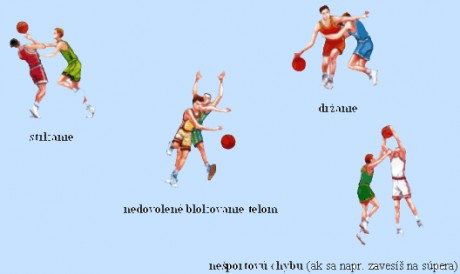 držanie
strkanie
nedovolené blokovanie telom
nešportovú chybu (ak sa napr. zavesíš na súpera)